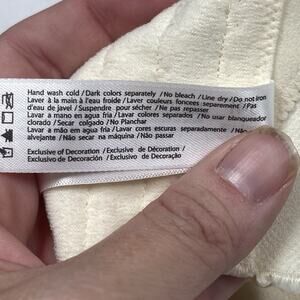 Hand wash cold / Dark colors separately / No bleach / Line dry / Do not iron
Laver à la main à l'eau froide / Laver couleurs foncées separement / Pas
d'eau de javel / Suspendre pour sécher / Ne pas repasser
Lavar a mano en agua fría / Lavar colores oscuros separados / No usar blanqueador
clorado / Secar colgado / No Planchar
Lavar a mão em agua fria / Lavar cores escuras separadamente / Não
alvejante / Não secar na máquina / Não passar
Exclusive of Decoration / Exclusive de Décoration /
Exclusivo de Decoración / Exclusivo de Decoração